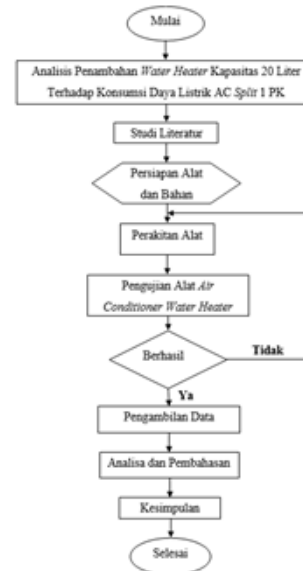 Mulai
Analisis Penambahan Water Heater Kapasitas 20 Liter
Terhadap Konsumsi Daya Listrik AC Split 1 PK
Studi Literatur
Persiapan Alat
dan Bahan
Perakitan Alat
Pengujian Alat Air
Conditioner Water Heater
Berhasil
Tidak
Ya
Pengambilan Data
Analisa dan Pembahasan
Kesimpulan
Selesai